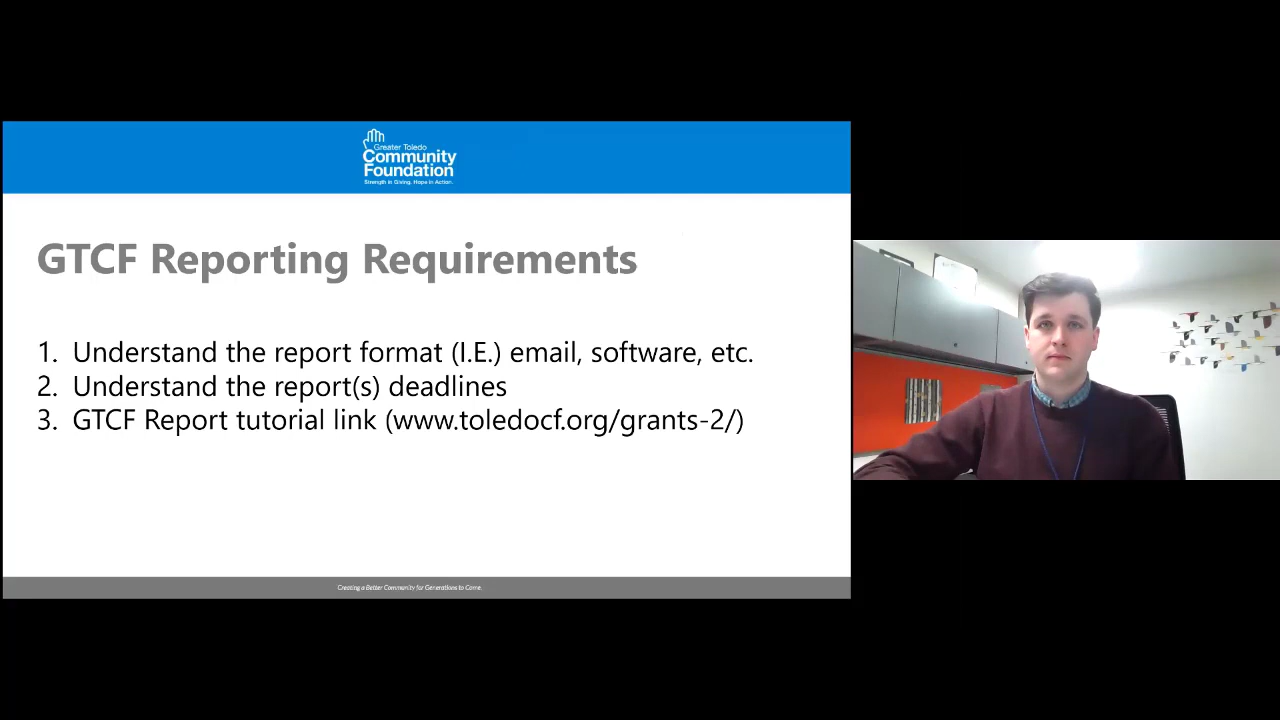 Greater Toledo
Community
Foundation
Strength in Giving, Hope in Action.
GTCF Reporting Requirements
1. Understand the report format (I.E.) email, software, etc.
2. Understand the report(s) deadlines
3. GTCF Report tutorial link (www.toledocf.org/grants-2/)
Creating a Better Community for Generations to Come.